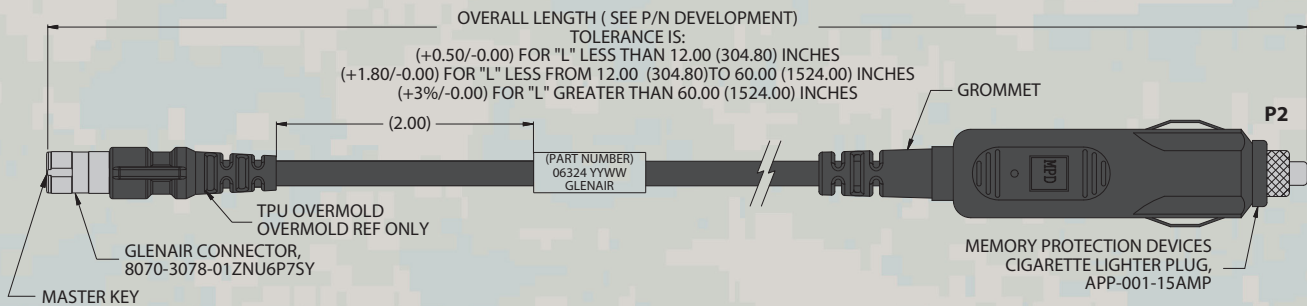 OVERALL LENGTH ( SEE P/N DEVELOPMENT)
TOLERANCE IS:
(+0.50/-0.00) FOR "L" LESS THAN 12.00 (304.80) INCHES
(+1.80/-0.00) FOR "L" LESS FROM 12.00 (304.80)TO 60.00 (1524.00) INCHES
(+3%/-0.00) FOR "L" GREATER THAN 60.00 (1524.00) INCHES
GROMMET
P2
(2.00)
(PART NUMBER)
06324 YYWW
GLENAIR
MPD
TPU OVERMOLD
OVERMOLD REF ONLY
GLENAIR CONNECTOR,
8070-3078-01ZNU6P7SY
MASTER KEY
MEMORY PROTECTION DEVICES
CIGARETTE LIGHTER PLUG,
APP-001-15AMP